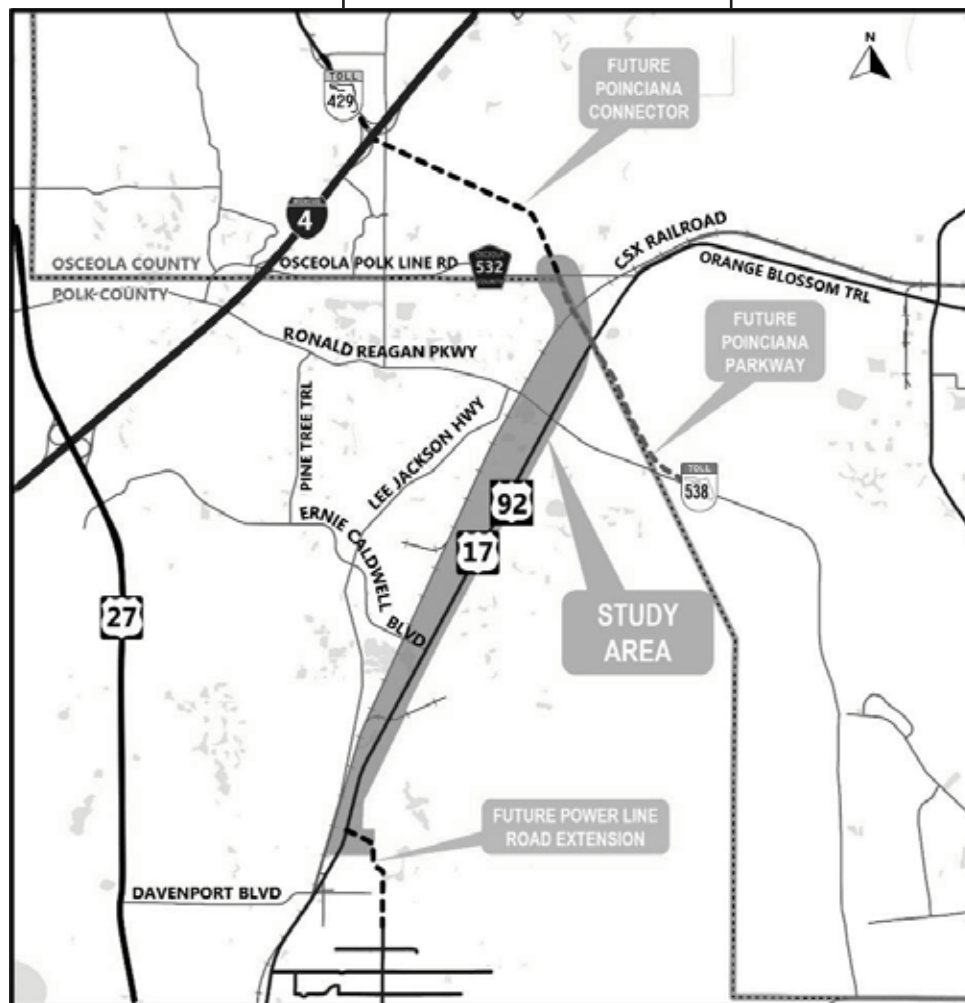 N
FUTURE
POINCIANA
CONNECTOR
TOLL
429
4
CSX RAILROAD
OSCEOLA COUNTY
OSCEOLA POLK LINE RD
532
ORANGE BLOSSOM TRL
POLK COUNTY
RONALD REAGAN PKWY
FUTURE
POINCIANA
PARKWAY
PINE TREE TRL
LEE JACKSON HWY
TOLL
538
92
17
ERNIE CALDWELL BLVD
27
STUDY
AREA
FUTURE POWER LINE
ROAD EXTENSION
DAVENPORT BLVD